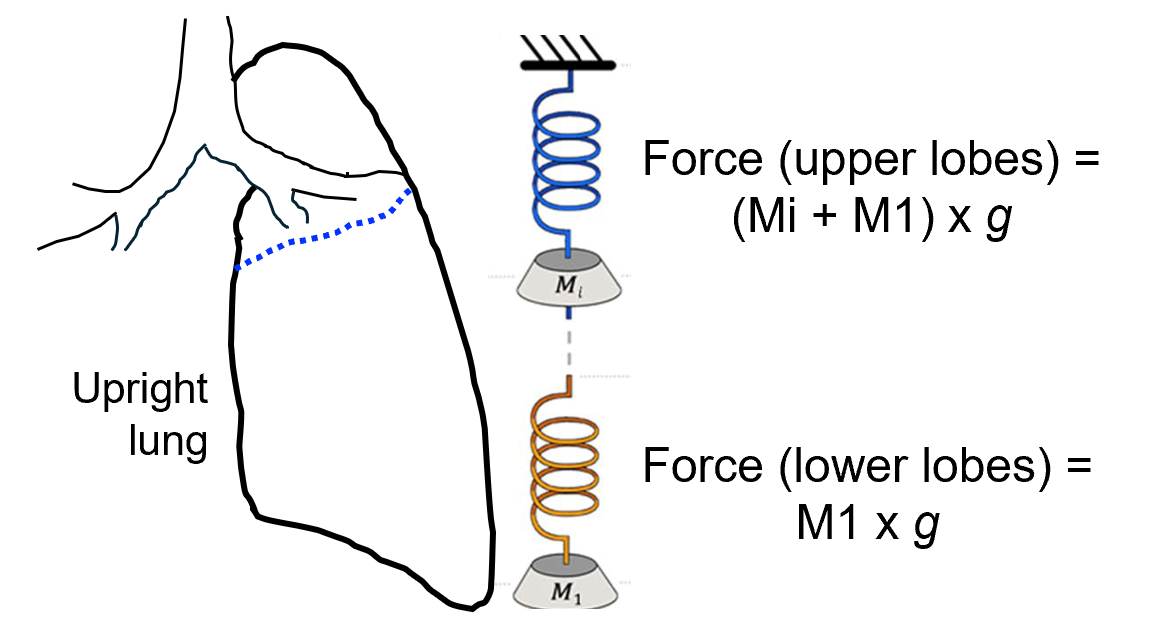 Force (upper lobes) =
(Mi + M1) x g
Mi
Upright
lung
Force (lower lobes) =
M1 x g
M1